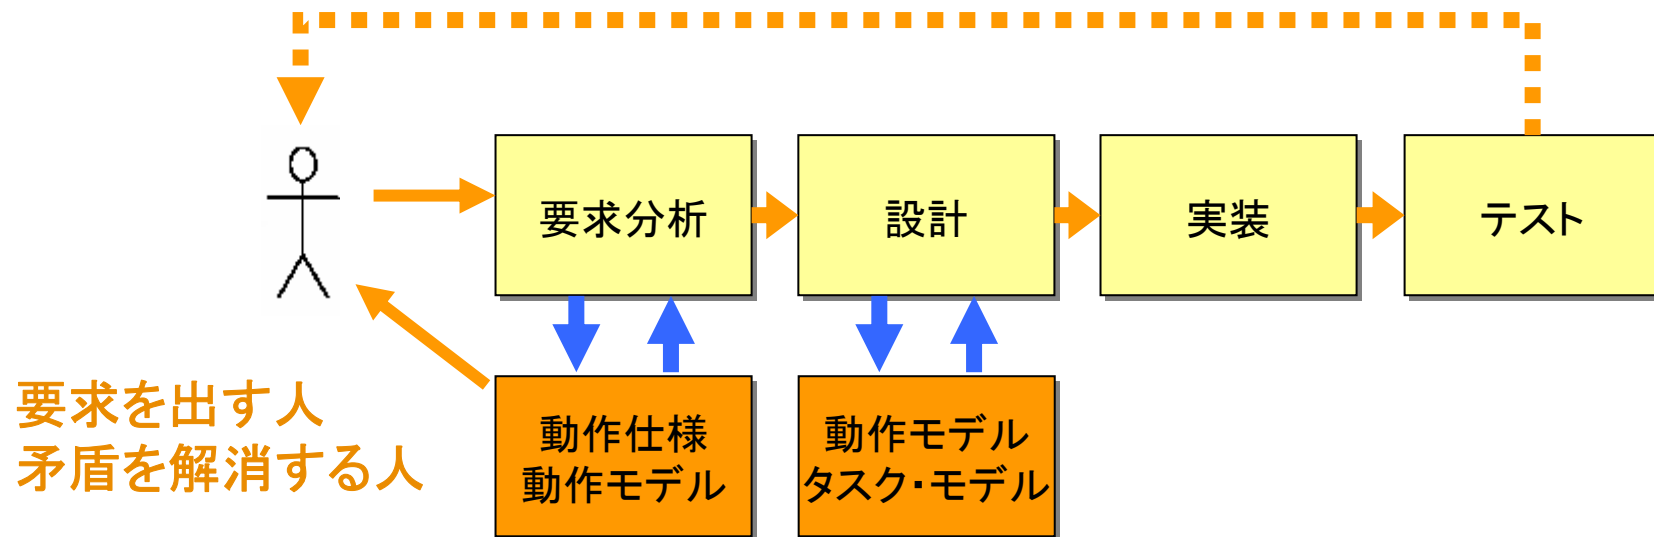 要求分析
設計
実装
テスト
動作仕様
動作モデル
動作モデル
タスク・モデル
要求を出す人
矛盾を解消する人